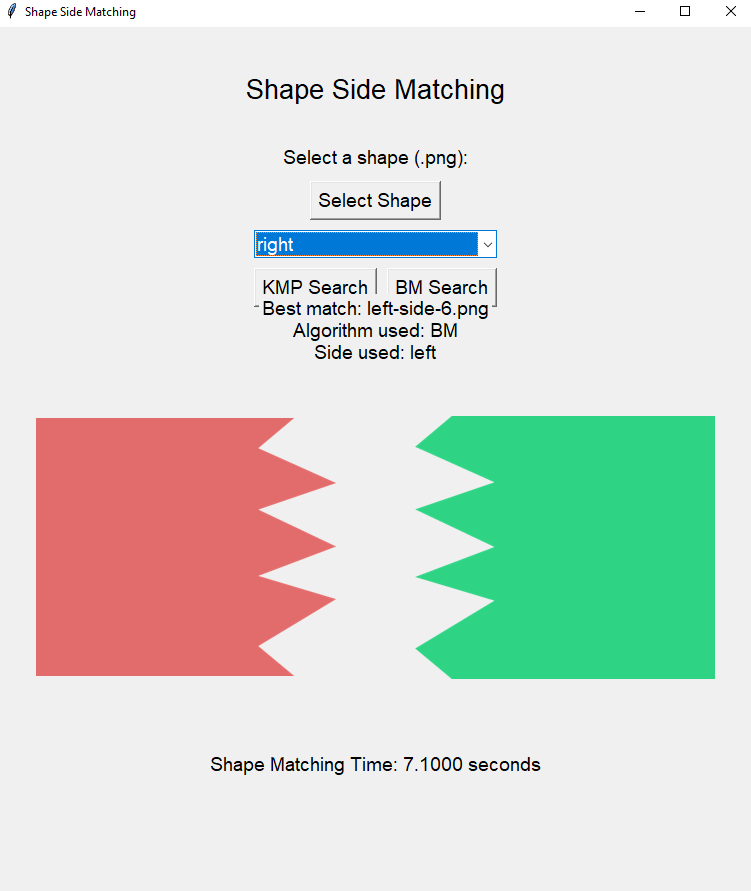 Shape Side Matching
Shape Side Matching
Select a shape (.png):
Select Shape
right
KMP Search BM Search
Best match: left-side-6.png
Algorithm used: BM
Side used: left
Shape Matching Time: 7.1000 seconds